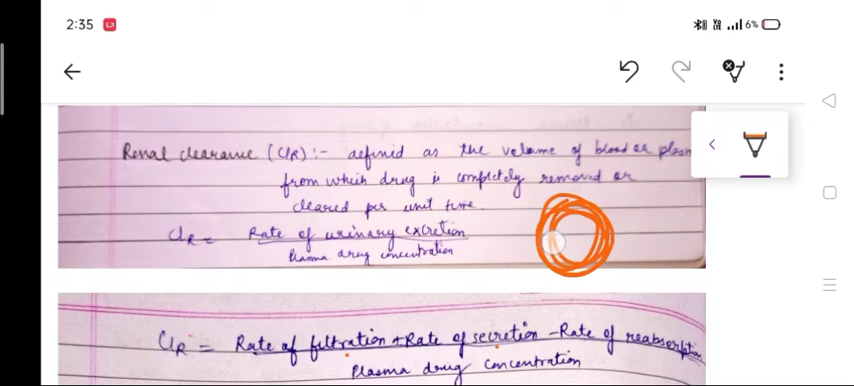 2:35
6%
Renal clearance (ClR) :- defined as the volume of blood or plasm
from which drug is completely removed or
cleared per unit time
ClR = Rate of urinary excretion
Plasma drug concentration
ClR = Rate of filtration + Rate of secretion - Rate of reabsorption
Plasma drug concentration